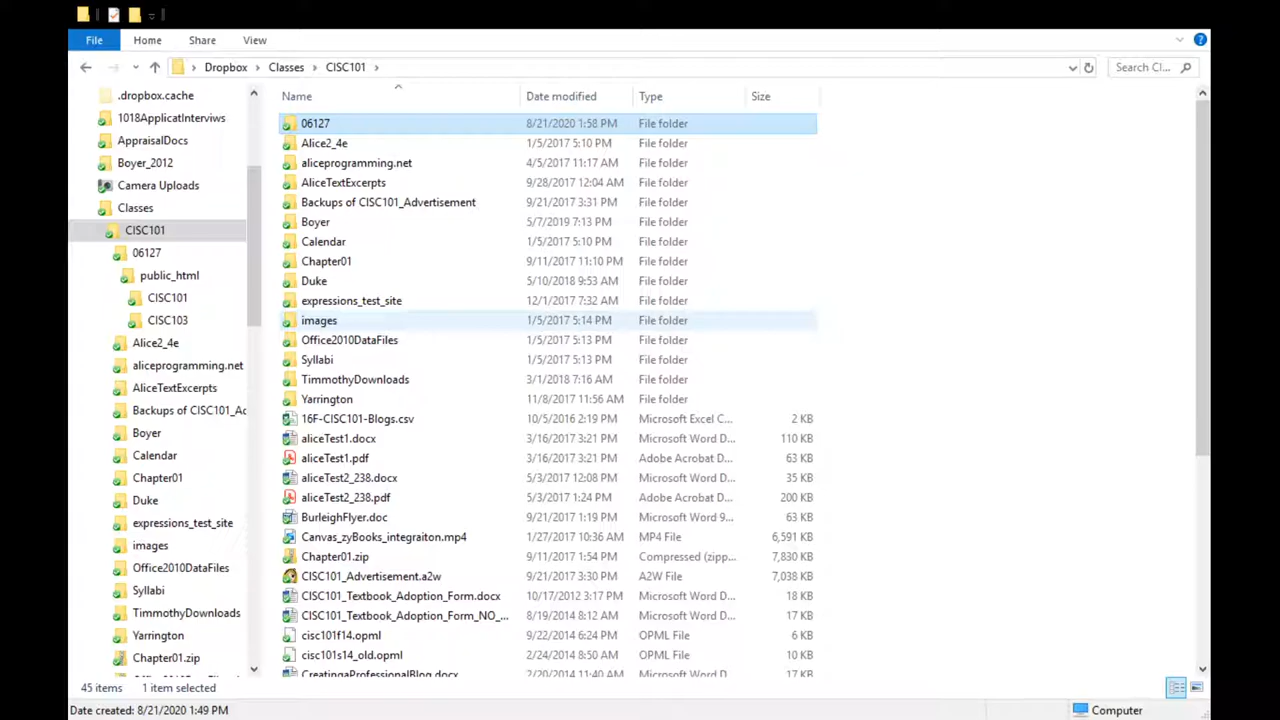 File Home Share View
Dropbox Classes CISC101 Search Cl...
.dropbox.cache
1018ApplicatInterviws
AppraisalDocs
Boyer_2012
Camera Uploads
Classes
CISC101
06127
public_html
CISC101
CISC103
Alice2_4e
aliceprogramming.net
AliceTextExcerpts
Backups of CISC101_Ac
Boyer
Calendar
Chapter01
Duke
expressions_test_site
images
Office2010DataFiles
Syllabi
TimmothyDownloads
Yarrington
Chapter01.zip
Name Date modified Type Size
06127 8/21/2020 1:58 PM File folder
Alice2_4e 1/5/2017 5:10 PM File folder
aliceprogramming.net 4/5/2017 11:17 AM File folder
AliceTextExcerpts 9/28/2017 12:04 AM File folder
Backups of CISC101_Advertisement 9/21/2017 3:31 PM File folder
Boyer 5/7/2019 7:13 PM File folder
Calendar 1/5/2017 5:10 PM File folder
Chapter01 9/11/2017 11:10 PM File folder
Duke 5/10/2018 9:53 AM File folder
expressions_test_site 12/1/2017 7:32 AM File folder
images 1/5/2017 5:14 PM File folder
Office2010DataFiles 1/5/2017 5:13 PM File folder
Syllabi 1/5/2017 5:13 PM File folder
TimmothyDownloads 3/1/2018 7:16 AM File folder
Yarrington 11/8/2017 11:56 AM File folder
16F-CISC101-Blogs.csv 10/5/2016 2:19 PM Microsoft Excel C... 2 KB
aliceTest1.docx 3/16/2017 3:21 PM Microsoft Word D... 110 KB
aliceTest1.pdf 3/16/2017 3:21 PM Adobe Acrobat D... 63 KB
aliceTest2_238.docx 5/3/2017 12:08 PM Microsoft Word D... 35 KB
aliceTest2_238.pdf 5/3/2017 1:24 PM Adobe Acrobat D... 200 KB
BurleighFlyer.doc 9/21/2017 1:19 PM Microsoft Word 9... 63 KB
Canvas_zyBooks_integraiton.mp4 1/27/2017 10:36 AM MP4 File 6,591 KB
Chapter01.zip 9/11/2017 1:54 PM Compressed (zipp... 7,830 KB
CISC101_Advertisement.a2w 9/21/2017 3:30 PM A2W File 7,038 KB
CISC101_Textbook_Adoption_Form.docx 10/17/2012 3:17 PM Microsoft Word D... 18 KB
CISC101_Textbook_Adoption_Form_NO_... 8/19/2014 8:12 AM Microsoft Word D... 17 KB
cisc101f14.opml 9/22/2014 6:24 PM OPML File 6 KB
cisc101s14_old.opml 2/24/2014 8:50 AM OPML File 10 KB
CreatingaProfessionalBlog.docx 2/20/2014 11:40 AM Microsoft Word D... 17 KB
45 items 1 item selected
Date created: 8/21/2020 1:49 PM Computer